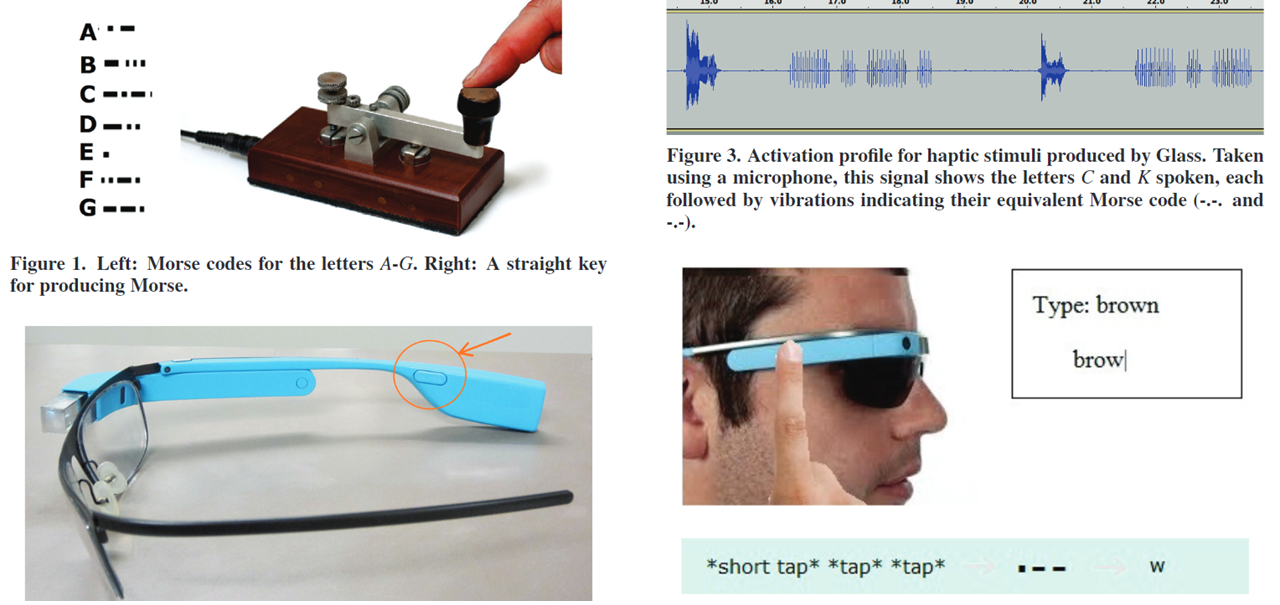 A .-
B -...
C -.-.
D -..
E .
F ..-.
G --.
Figure 1. Left: Morse codes for the letters A-G. Right: A straight key
for producing Morse.
15.0 16.0 17.0 18.0 19.0 20.0 21.0 22.0 23.0
Figure 3. Activation profile for haptic stimuli produced by Glass. Taken
using a microphone, this signal shows the letters C and K spoken, each
followed by vibrations indicating their equivalent Morse code (-.-. and
-.-).
Type: brown
brow|
*short tap* *tap* *tap* → .-- → w